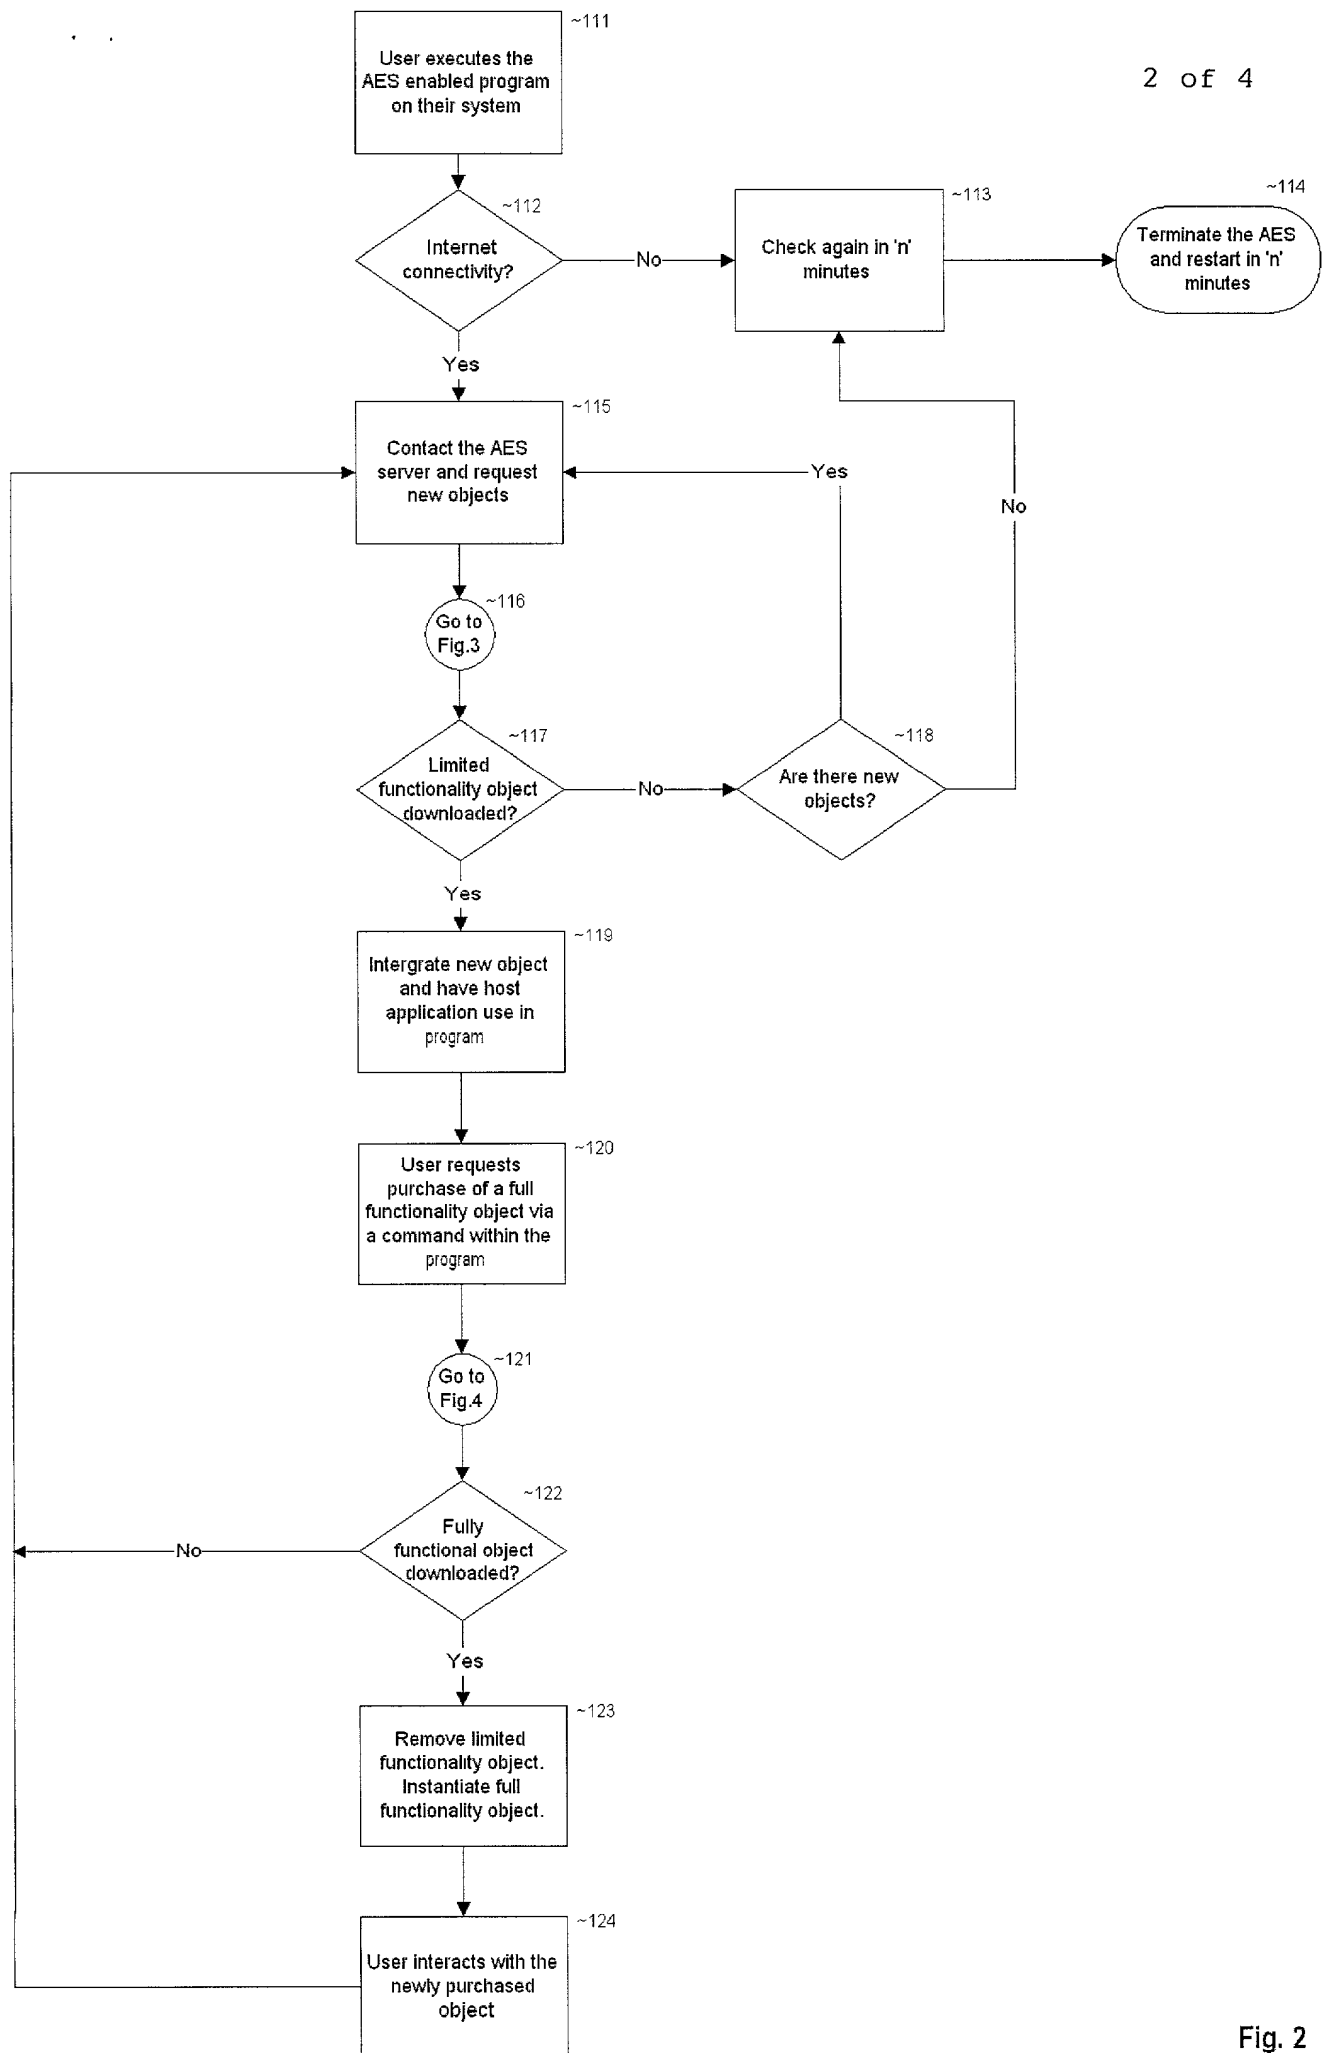 ~111
User executes the
AES enabled program
on their system
2 of 4
~112
Internet
connectivity?
No
~113
Check again in 'n'
minutes
~114
Terminate the AES
and restart in 'n'
minutes
Yes
~115
Contact the AES
server and request
new objects
Yes
No
~116
Go to
Fig.3
~117
Limited
functionality object
downloaded?
No
~118
Are there new
objects?
Yes
~119
Intergrate new object
and have host
application use in
program
~120
User requests
purchase of a full
functionality object via
a command within the
program
~121
Go to
Fig.4
~122
Fully
functional object
downloaded?
No
Yes
~123
Remove limited
functionality object.
Instantiate full
functionality object.
~124
User interacts with the
newly purchased
object
Fig. 2